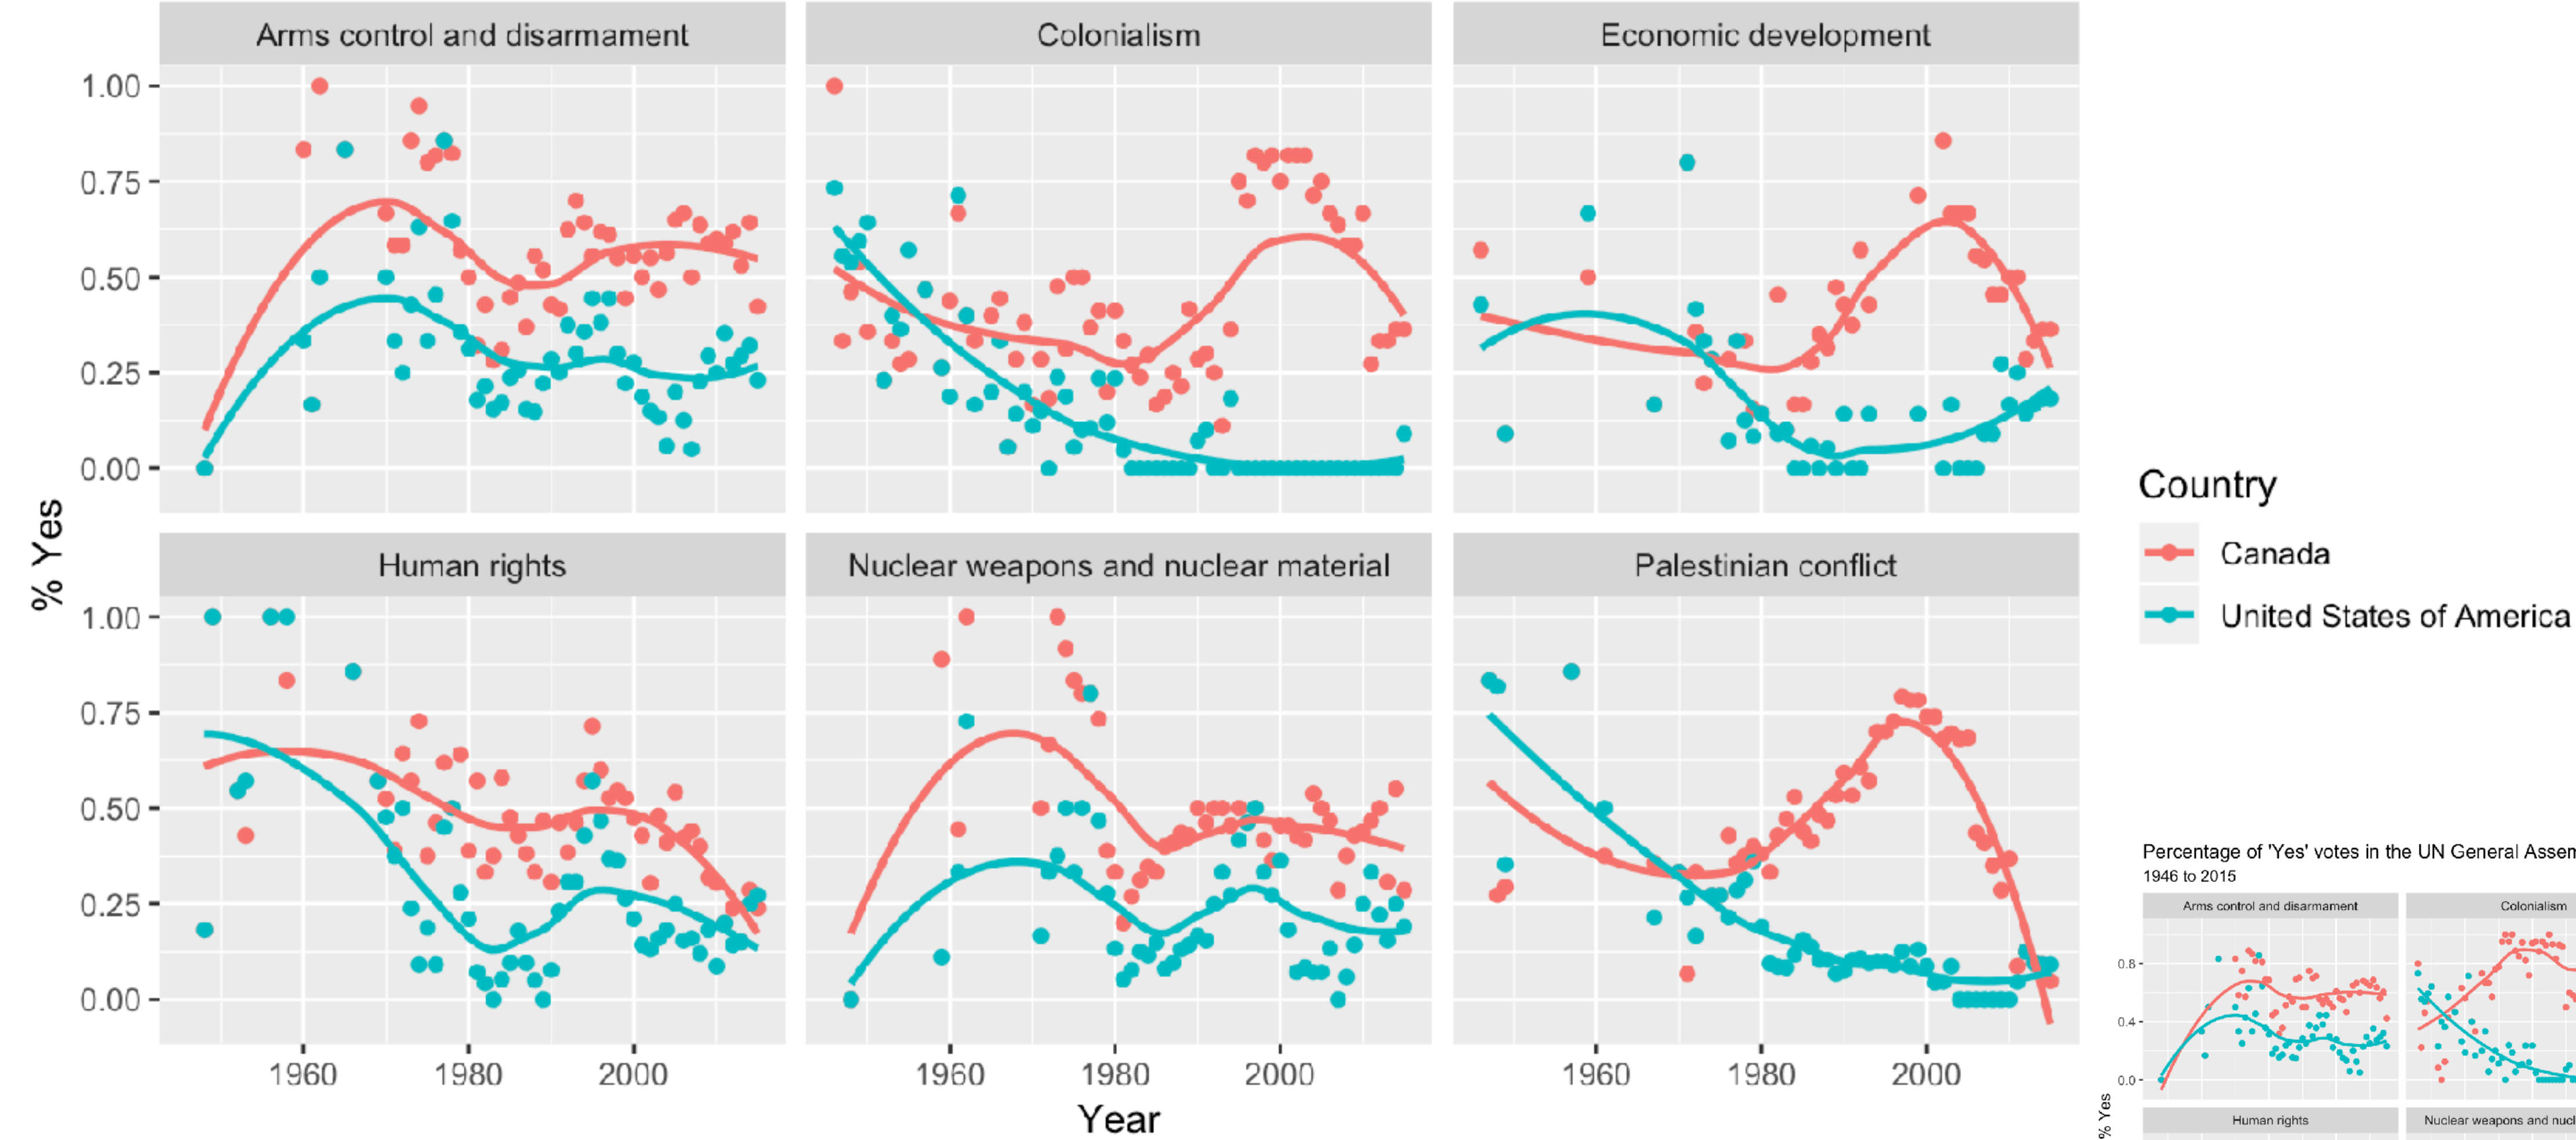 Arms control and disarmament
Colonialism
Economic development
1.00
0.75
0.50
0.25
0.00
Human rights
Nuclear weapons and nuclear material
Palestinian conflict
1.00
0.75
0.50
0.25
0.00
% Yes
1960
1980
2000
1960
1980
2000
1960
1980
2000
Year
Country
Canada
United States of America
Percentage of 'Yes' votes in the UN General Assem
1946 to 2015
Arms control and disarmament
Colonialism
0.8
0.4
0.0
% Yes
Human rights
Nuclear weapons and nucl